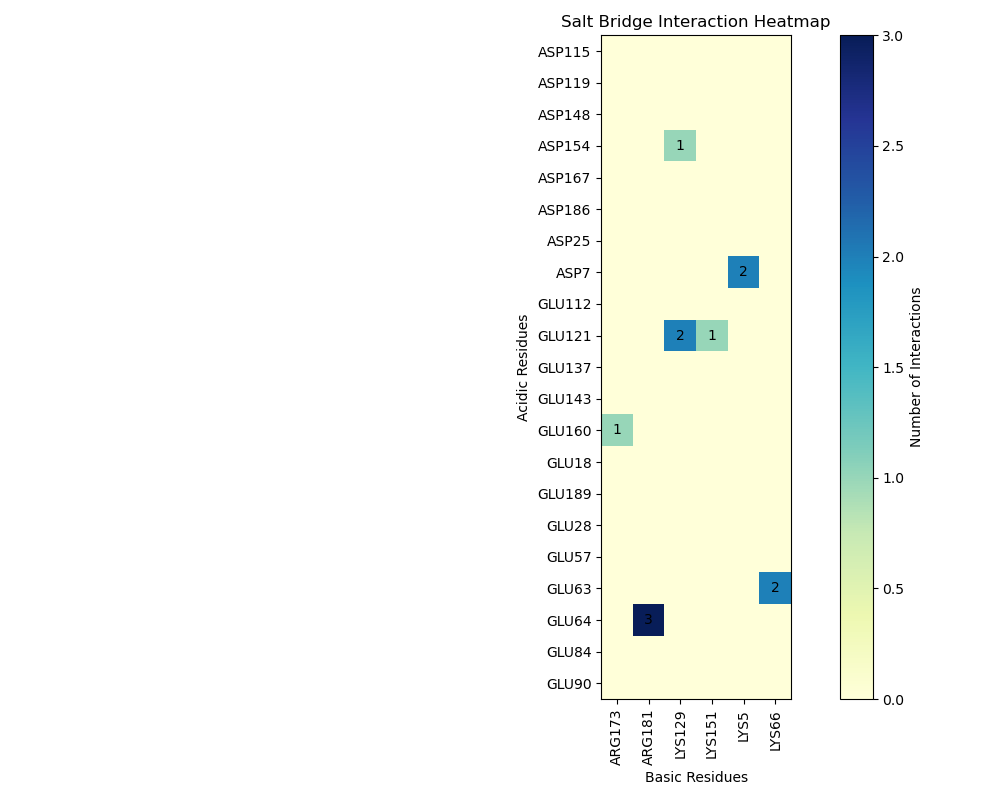 Salt Bridge Interaction Heatmap
Acidic Residues
ASP115
ASP119
ASP148
ASP154
ASP167
ASP186
ASP25
ASP7
GLU112
GLU121
GLU137
GLU143
GLU160
GLU18
GLU189
GLU28
GLU57
GLU63
GLU64
GLU84
GLU90
1
2
2 1
1
2
3
ARG173
ARG181
LYS129
LYS151
LYS5
LYS66
Basic Residues
3.0
2.5
2.0
1.5
1.0
0.5
0.0
Number of Interactions